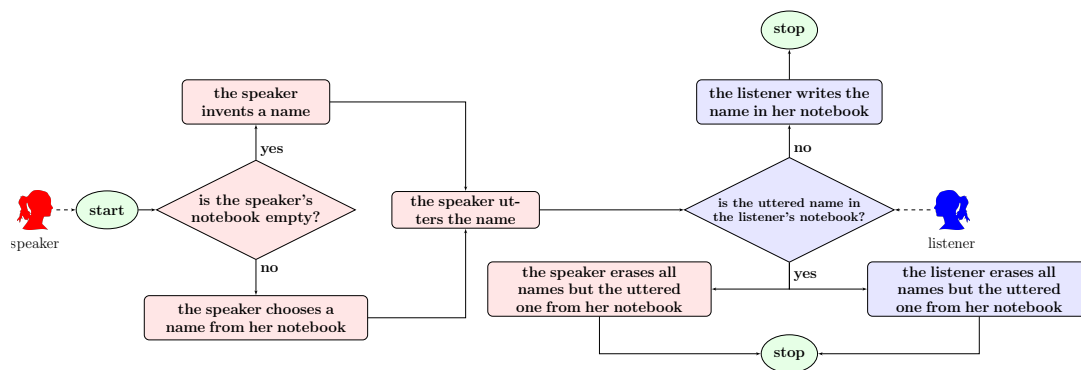 speaker
start
is the speaker's
notebook empty?
yes
the speaker
invents a name
no
the speaker chooses a
name from her notebook
the speaker ut-
ters the name
is the uttered name in
the listener's notebook?
listener
no
the listener writes the
name in her notebook
stop
yes
the speaker erases all
names but the uttered
one from her notebook
the listener erases all
names but the uttered
one from her notebook
stop